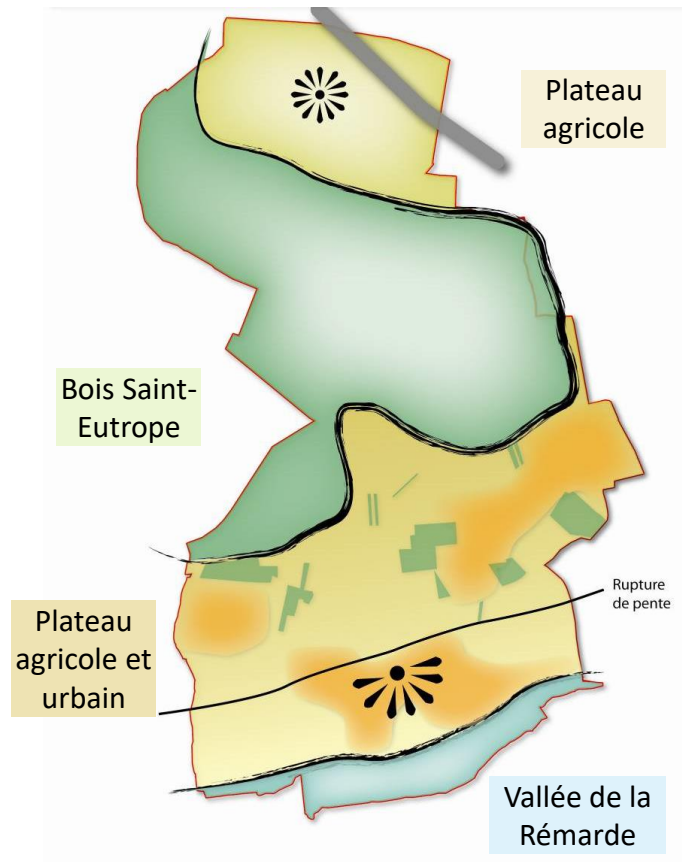 Plateau
agricole
Bois Saint-
Eutrope
Rupture
de pente
Plateau
agricole et
urbain
Vallée de la
Rémarde